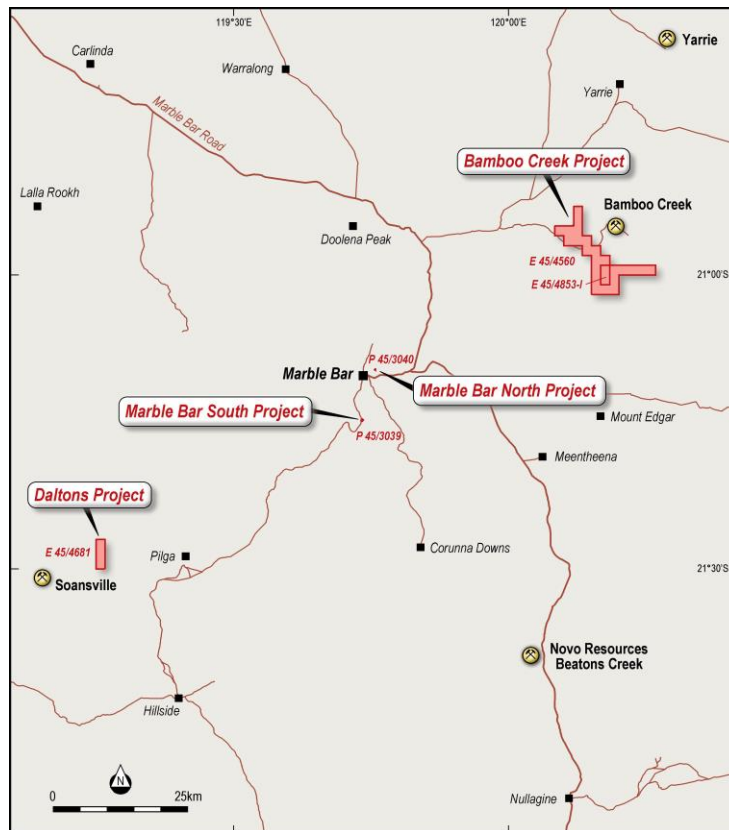 119°30'E
120°00'E
Carlinda
Warralong
Yarrie
Yarrie
Marble Bar Road
Bamboo Creek Project
Lalla Rookh
Doolena Peak
Bamboo Creek
E 45/4560
E 45/4853-I
21°00'S
P 45/3040
Marble Bar
Marble Bar North Project
Marble Bar South Project
P 45/3039
Mount Edgar
Meentheena
Daltons Project
E 45/4681
Pilga
Corunna Downs
Soansville
21°30'S
Novo Resources
Beatons Creek
Hillside
N
0
25km
Nullagine